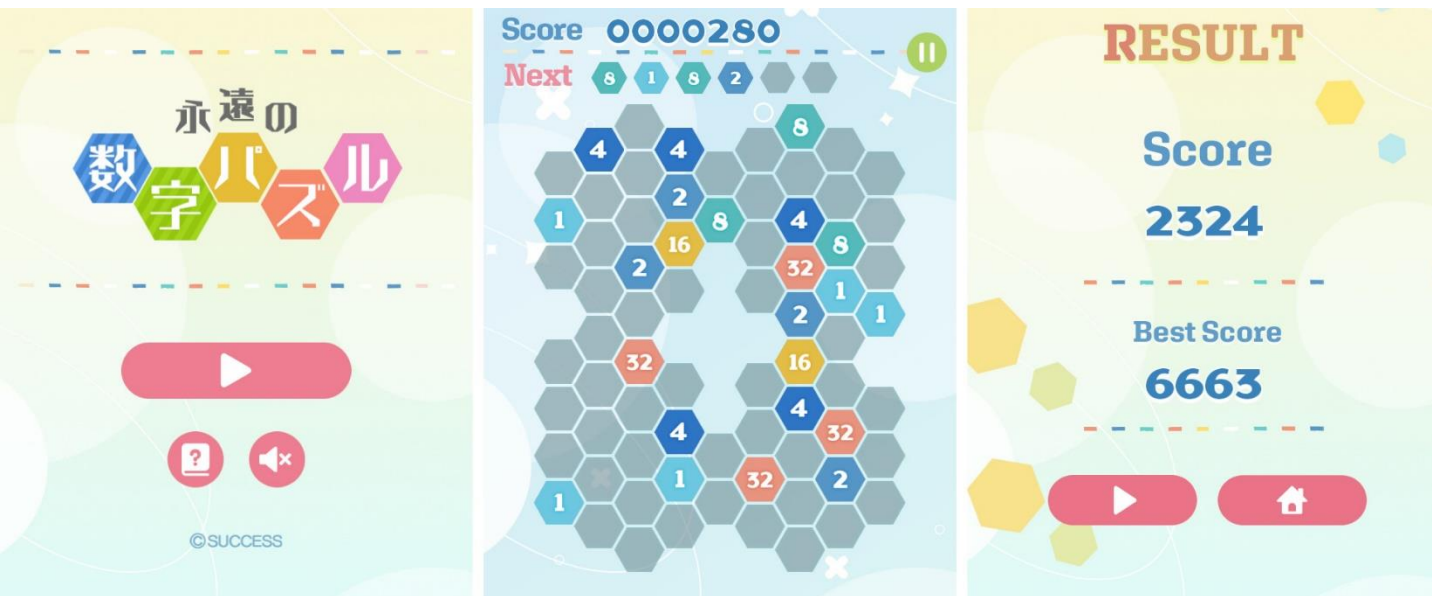 永遠の
数字パズル
©SUCCESS
Score 0000280
Next 8 1 8 2
8
4 4
2
1 8 4
16 8
2 32
1
2 1
32 16
4
4 32
1 32 2
1
RESULT
Score
2324
Best Score
6663